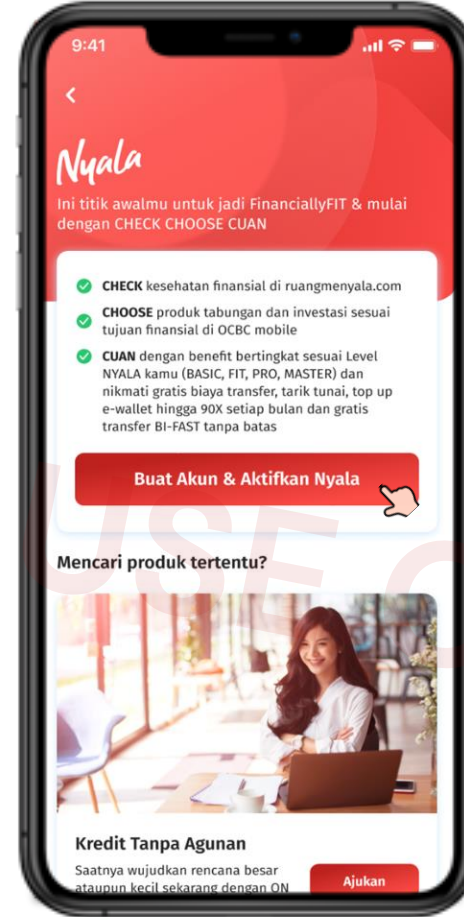 9:41
Nyala
Ini titik awalmu untuk jadi FinanciallyFIT & mulai
dengan CHECK CHOOSE CUAN
CHECK kesehatan finansial di ruangmenyala.com
CHOOSE produk tabungan dan investasi sesuai
tujuan finansial di OCBC mobile
CUAN dengan benefit bertingkat sesuai Level
NYALA kamu (BASIC, FIT, PRO, MASTER) dan
nikmati gratis biaya transfer, tarik tunai, top up
e-wallet hingga 90X setiap bulan dan gratis
transfer BI-FAST tanpa batas
Buat Akun & Aktifkan Nyala
USE O
Mencari produk tertentu?
Kredit Tanpa Agunan
Saatnya wujudkan rencana besar
ataupun kecil sekarang dengan ON
Ajukan